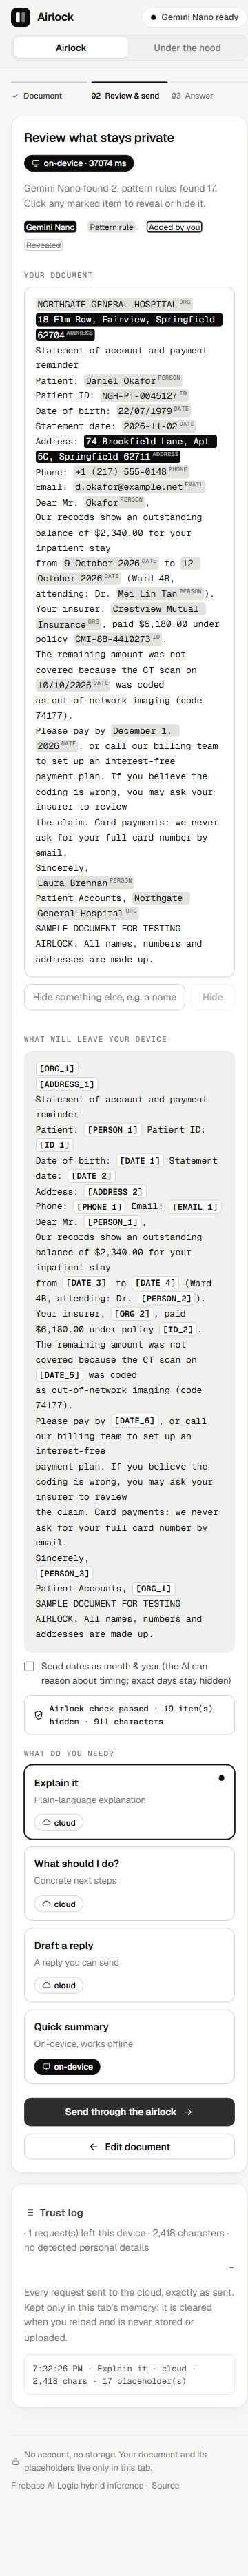 Airlock
Gemini Nano ready
Airlock
Under the hood
Document
02 Review & send
03 Answer
Review what stays private
on-device · 37074 ms
Gemini Nano found 2, pattern rules found 17.
Click any marked item to reveal or hide it.
Gemini Nano
Pattern rule
Added by you
Revealed
YOUR DOCUMENT
NORTHGATE GENERAL HOSPITAL ORG
18 Elm Row, Fairview, Springfield
62704 ADDRESS
Statement of account and payment
reminder
Patient: Daniel Okafor PERSON
Patient ID: NGH-PT-0045127 ID
Date of birth: 22/07/1979 DATE
Statement date: 2026-11-02 DATE
Address: 74 Brookfield Lane, Apt
5C, Springfield 62711 ADDRESS
Phone: +1 (217) 555-0148 PHONE
Email: d.okafor@example.net EMAIL
Dear Mr. Okafor PERSON,
Our records show an outstanding
balance of $2,340.00 for your
inpatient stay
from 9 October 2026 DATE to 12
October 2026 DATE (Ward 4B,
attending: Dr. Mei Lin Tan PERSON).
Your insurer, Crestview Mutual
Insurance ORG, paid $6,180.00 under
policy CMI-88-4410273 ID.
The remaining amount was not
covered because the CT scan on
10/10/2026 DATE was coded
as out-of-network imaging (code
74177).
Please pay by December 1,
2026 DATE, or call our billing team
to set up an interest-free
payment plan. If you believe the
coding is wrong, you may ask your
insurer to review
the claim. Card payments: we never
ask for your full card number by
email.
Sincerely,
Laura Brennan PERSON
Patient Accounts, Northgate
General Hospital ORG
SAMPLE DOCUMENT FOR TESTING
AIRLOCK. All names, numbers and
addresses are made up.
Hide something else, e.g. a name
Hide
WHAT WILL LEAVE YOUR DEVICE
[ORG_1]
[ADDRESS_1]
Statement of account and payment
reminder
Patient: [PERSON_1] Patient ID:
[ID_1]
Date of birth: [DATE_1] Statement
date: [DATE_2]
Address: [ADDRESS_2]
Phone: [PHONE_1] Email: [EMAIL_1]
Dear Mr. [PERSON_1],
Our records show an outstanding
balance of $2,340.00 for your
inpatient stay
from [DATE_3] to [DATE_4] (Ward
4B, attending: Dr. [PERSON_2]).
Your insurer, [ORG_2], paid
$6,180.00 under policy [ID_2].
The remaining amount was not
covered because the CT scan on
[DATE_5] was coded
as out-of-network imaging (code
74177).
Please pay by [DATE_6], or call
our billing team to set up an
interest-free
payment plan. If you believe the
coding is wrong, you may ask your
insurer to review
the claim. Card payments: we never
ask for your full card number by
email.
Sincerely,
[PERSON_3]
Patient Accounts, [ORG_1]
SAMPLE DOCUMENT FOR TESTING
AIRLOCK. All names, numbers and
addresses are made up.
Send dates as month & year (the AI can
reason about timing; exact days stay hidden)
Airlock check passed · 19 item(s)
hidden · 911 characters
WHAT DO YOU NEED?
Explain it
Plain-language explanation
cloud
What should I do?
Concrete next steps
cloud
Draft a reply
A reply you can send
cloud
Quick summary
On-device, works offline
on-device
Send through the airlock →
← Edit document
Trust log
· 1 request(s) left this device · 2,418 characters ·
no detected personal details
–
Every request sent to the cloud, exactly as sent.
Kept only in this tab's memory: it is cleared
when you reload and is never stored or
uploaded.
7:32:26 PM · Explain it · cloud ·
2,418 chars · 17 placeholder(s)
No account, no storage. Your document and its
placeholders live only in this tab.
Firebase AI Logic hybrid inference · Source